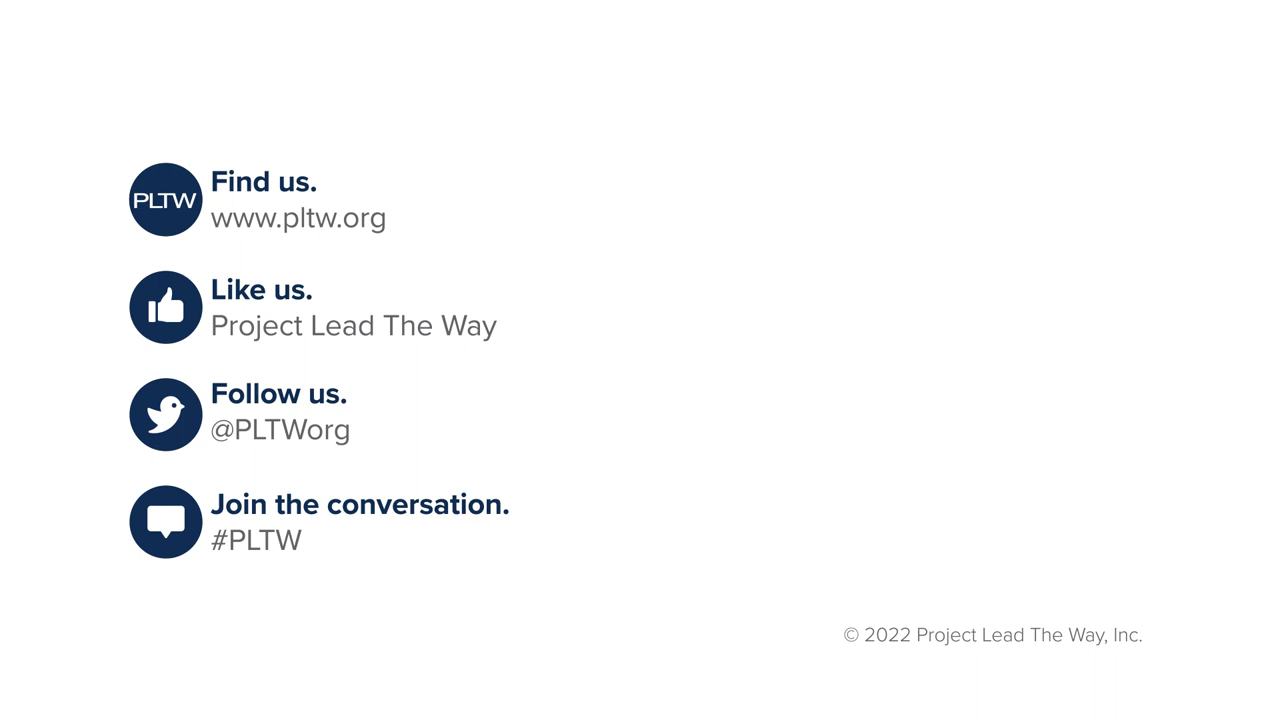 PLTW
Find us.
www.pltw.org
Like us.
Project Lead The Way
Follow us.
@PLTWorg
Join the conversation.
#PLTW
© 2022 Project Lead The Way, Inc.